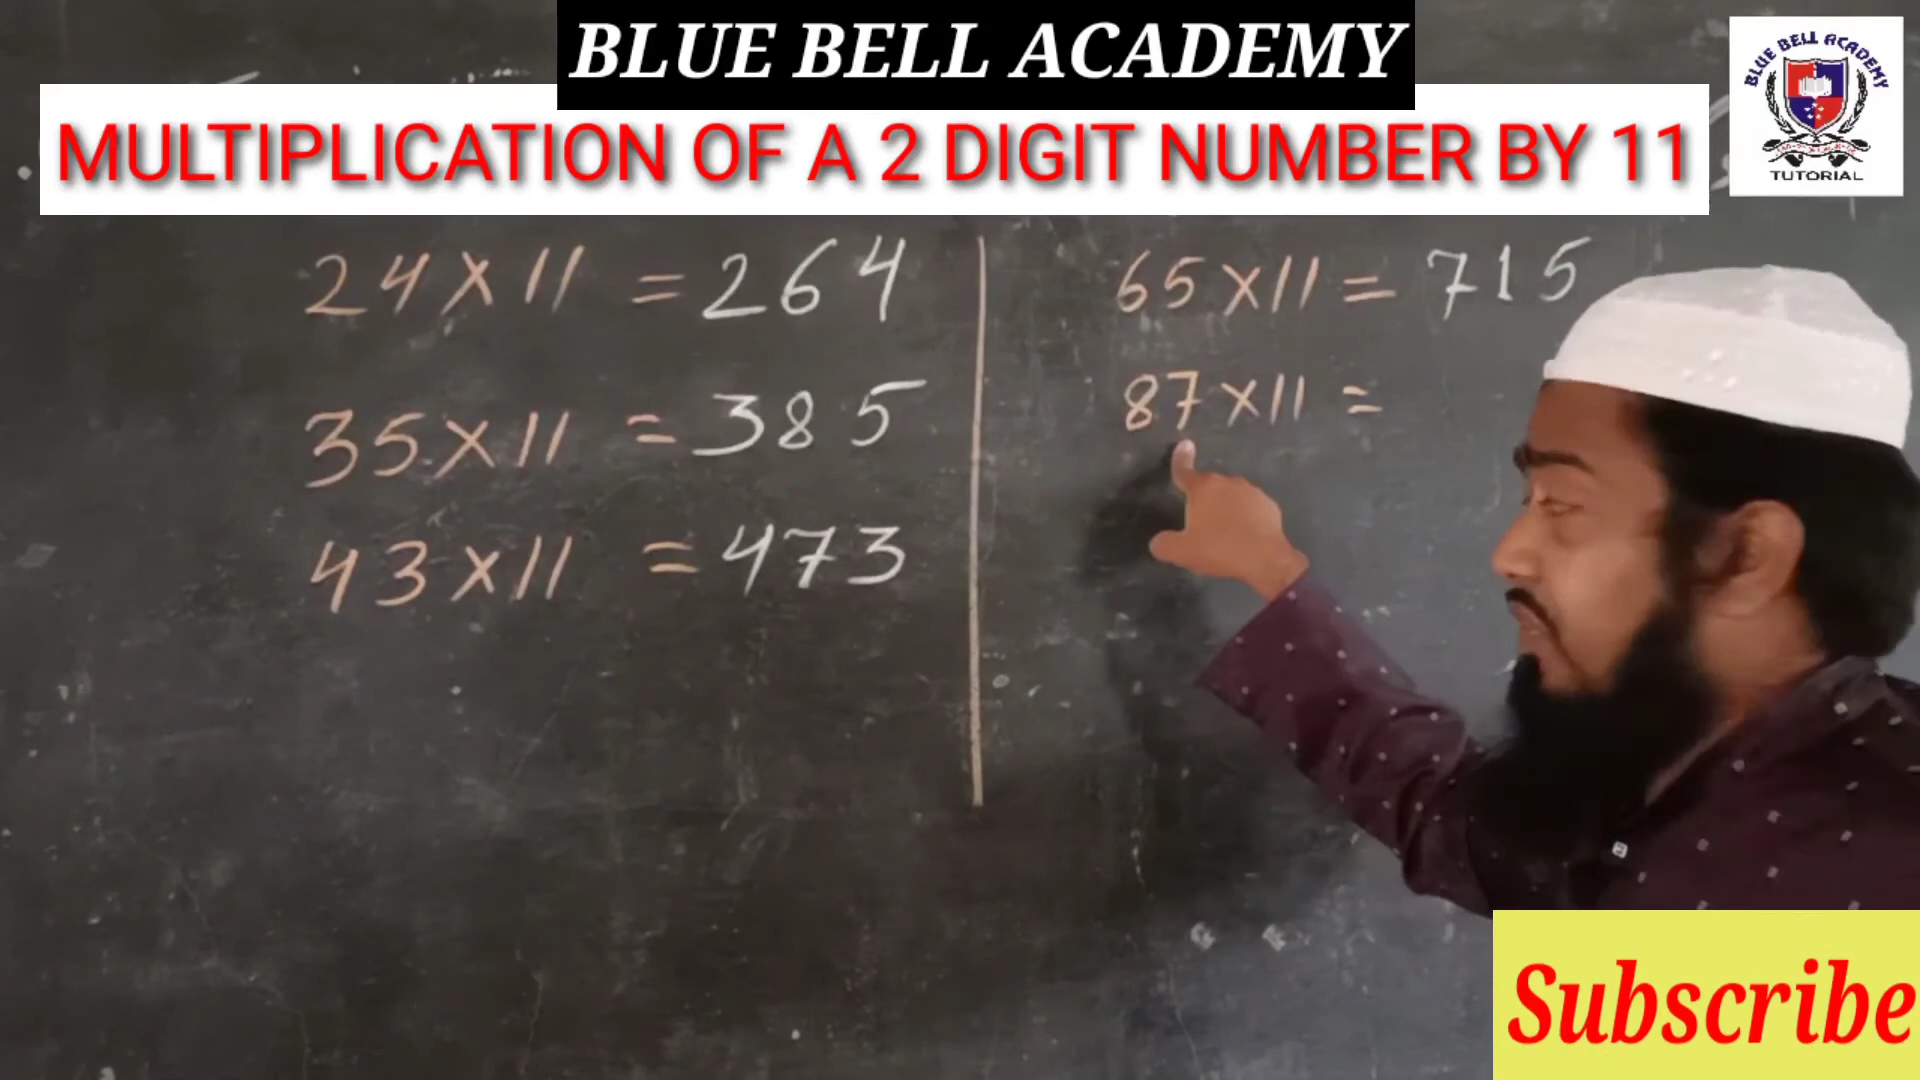 BLUE BELL ACADEMY
MULTIPLICATION OF A 2 DIGIT NUMBER BY 11
BLUE BELL ACADEMY
TUTORIAL
24×11 = 264
35×11 = 385
43×11 = 473
65×11 = 715
87×11 =
Subscribe